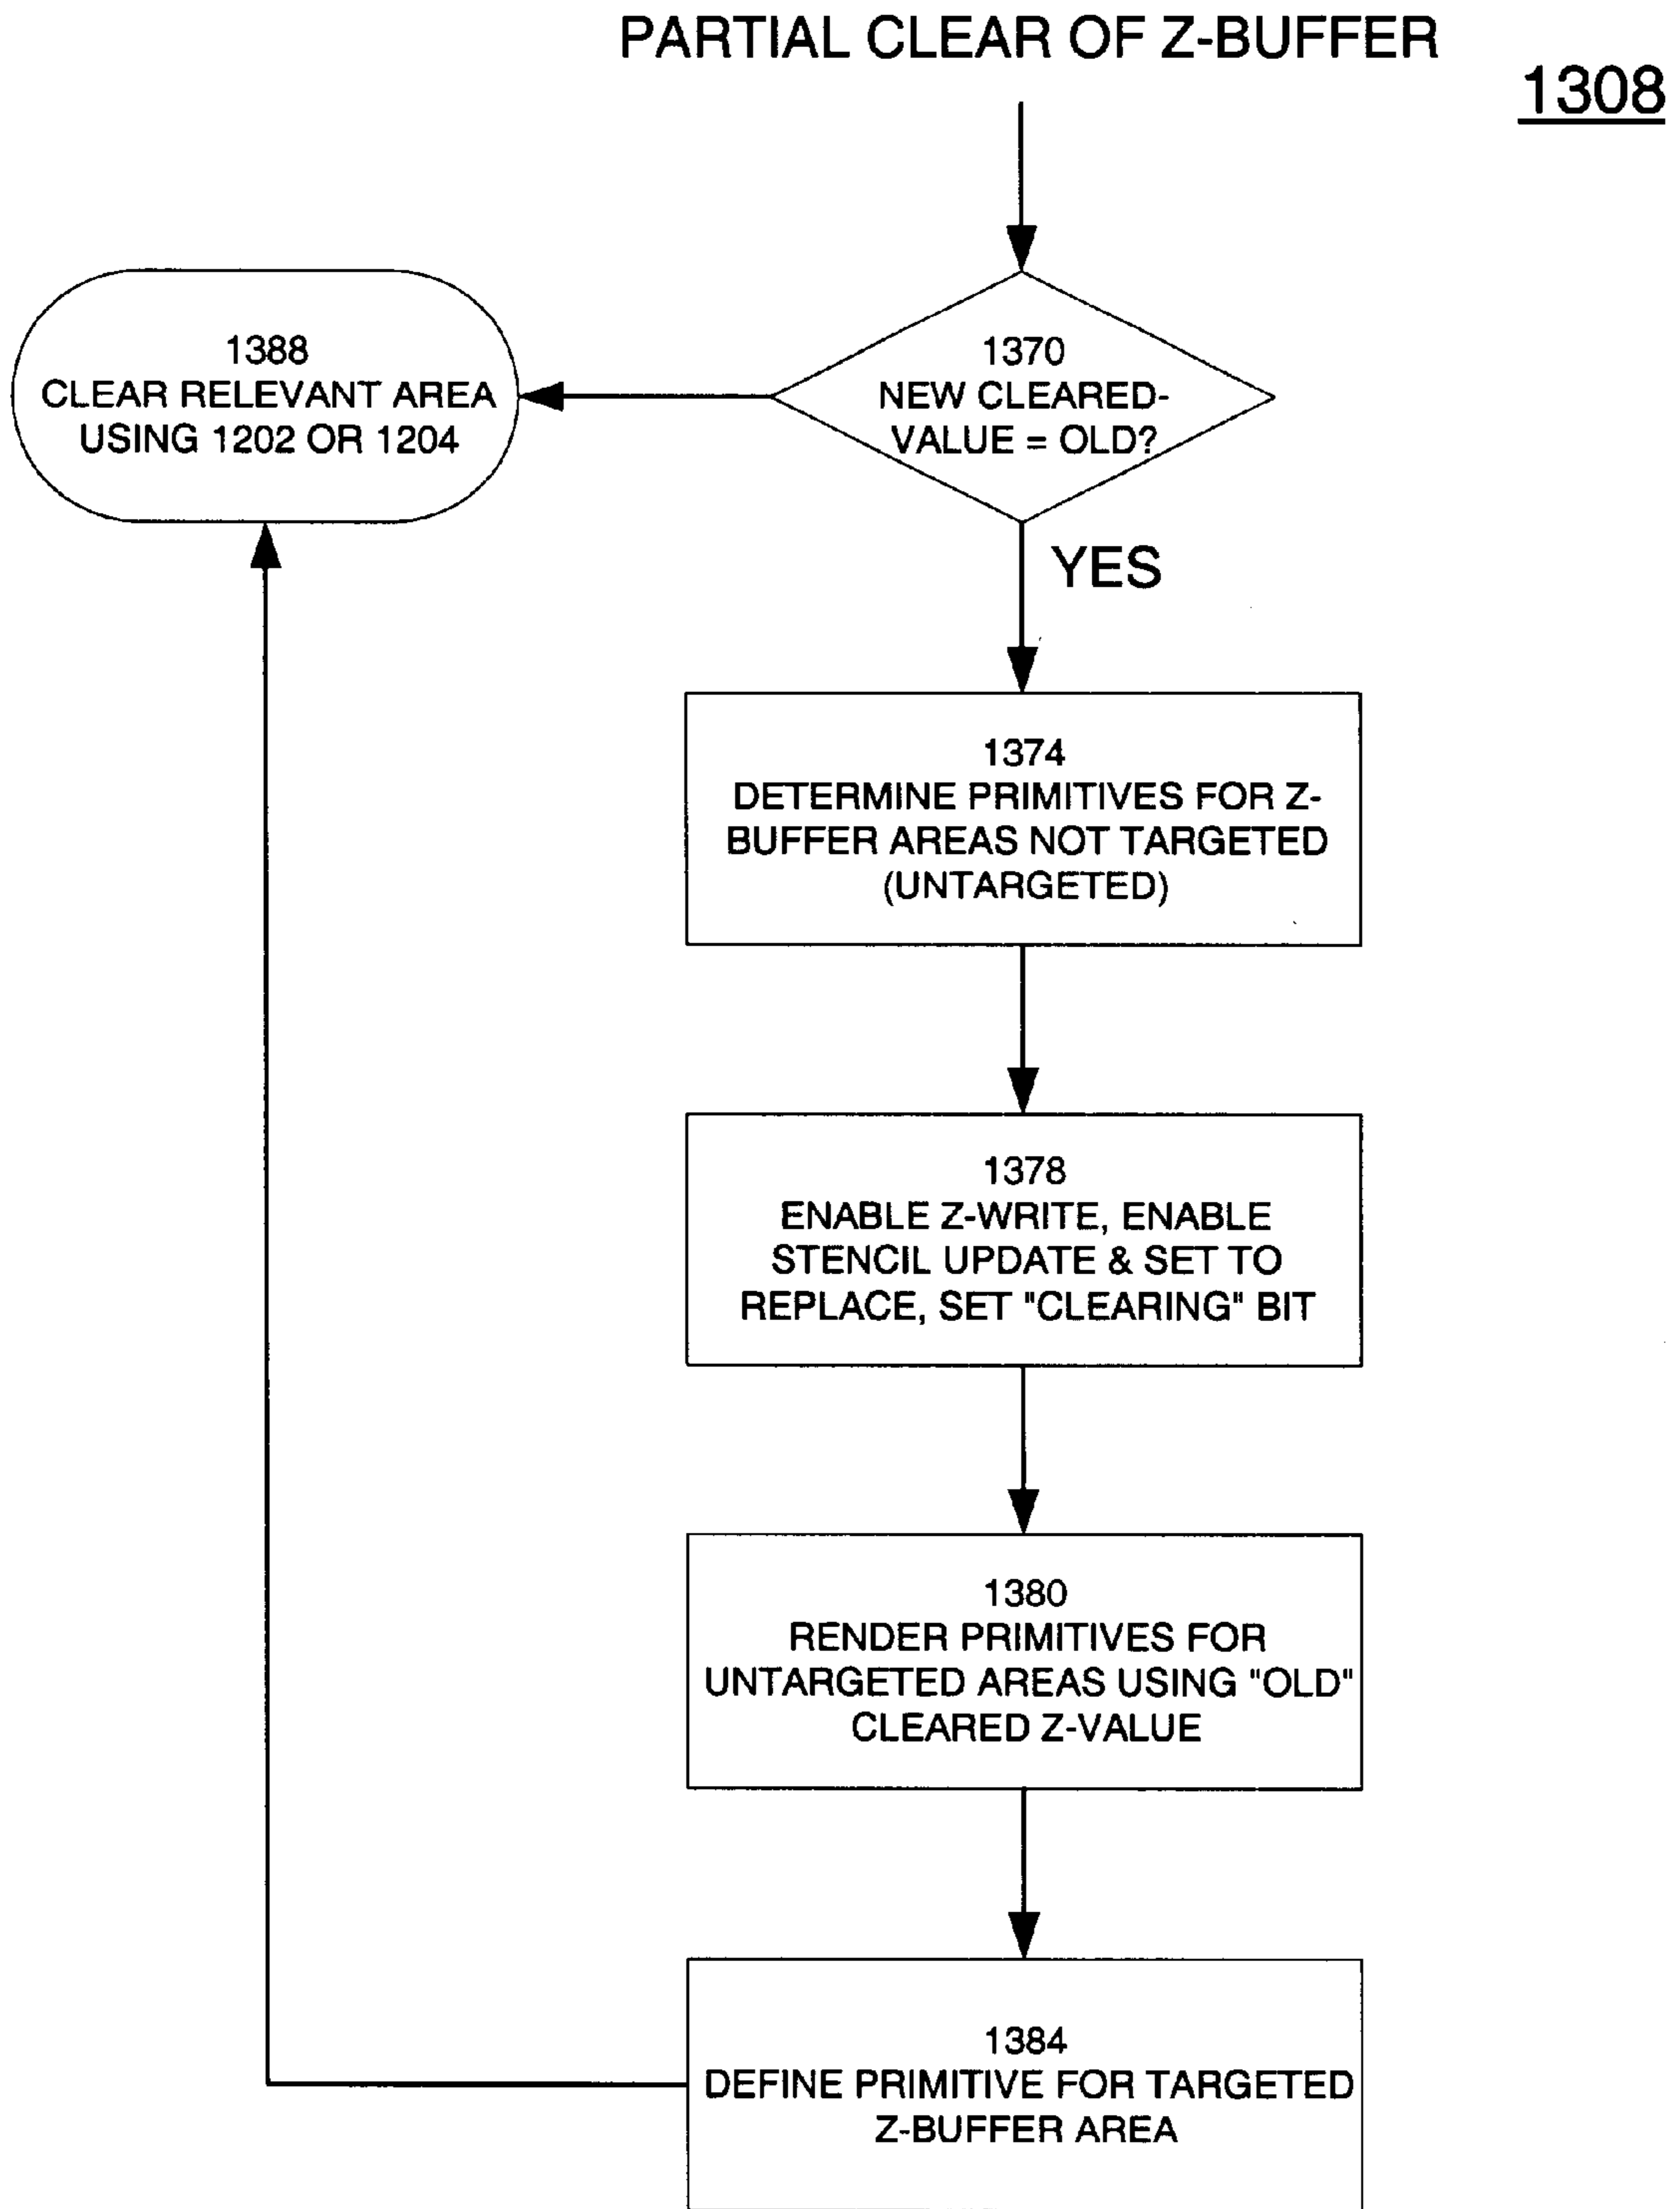 PARTIAL CLEAR OF Z-BUFFER
1308
1370
NEW CLEARED-
VALUE = OLD?
1388
CLEAR RELEVANT AREA
USING 1202 OR 1204
YES
1374
DETERMINE PRIMITIVES FOR Z-
BUFFER AREAS NOT TARGETED
(UNTARGETED)
1378
ENABLE Z-WRITE, ENABLE
STENCIL UPDATE & SET TO
REPLACE, SET "CLEARING" BIT
1380
RENDER PRIMITIVES FOR
UNTARGETED AREAS USING "OLD"
CLEARED Z-VALUE
1384
DEFINE PRIMITIVE FOR TARGETED
Z-BUFFER AREA